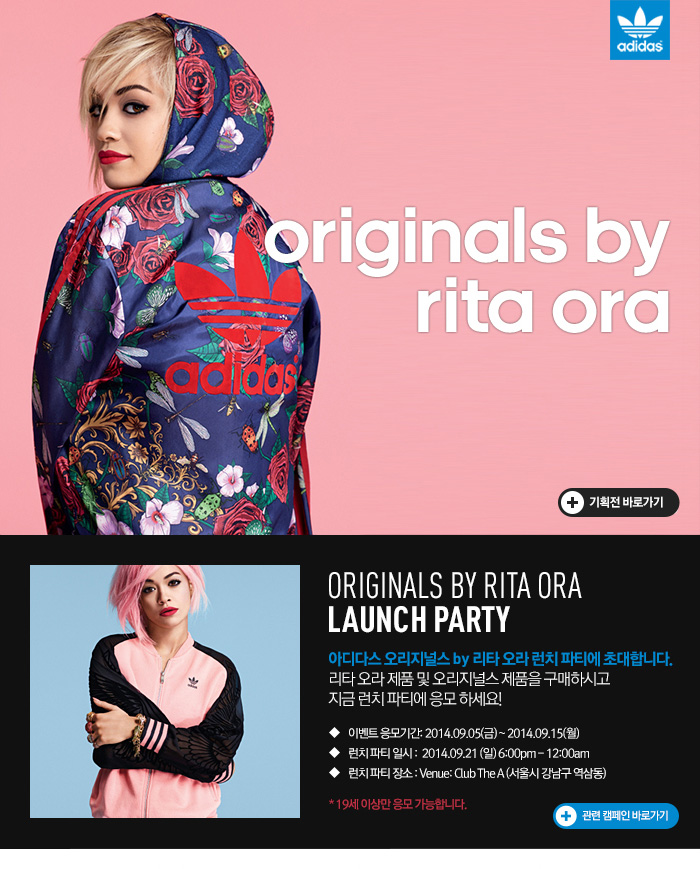 adidas
originals by
rita ora
adidas
기획전 바로가기
ORIGINALS BY RITA ORA
LAUNCH PARTY
아디다스 오리지널스 by 리타 오라 런치 파티에 초대합니다.
리타 오라 제품 및 오리지널스 제품을 구매하시고
지금 런치 파티에 응모 하세요!
◆ 이벤트 응모기간: 2014.09.05(금) ~ 2014.09.15(월)
◆ 런치 파티 일시 : 2014.09.21 (일) 6:00pm – 12:00am
◆ 런치 파티 장소 : Venue: Club The A (서울시 강남구 역삼동)
* 19세 이상만 응모 가능합니다.
관련 캠페인 바로가기